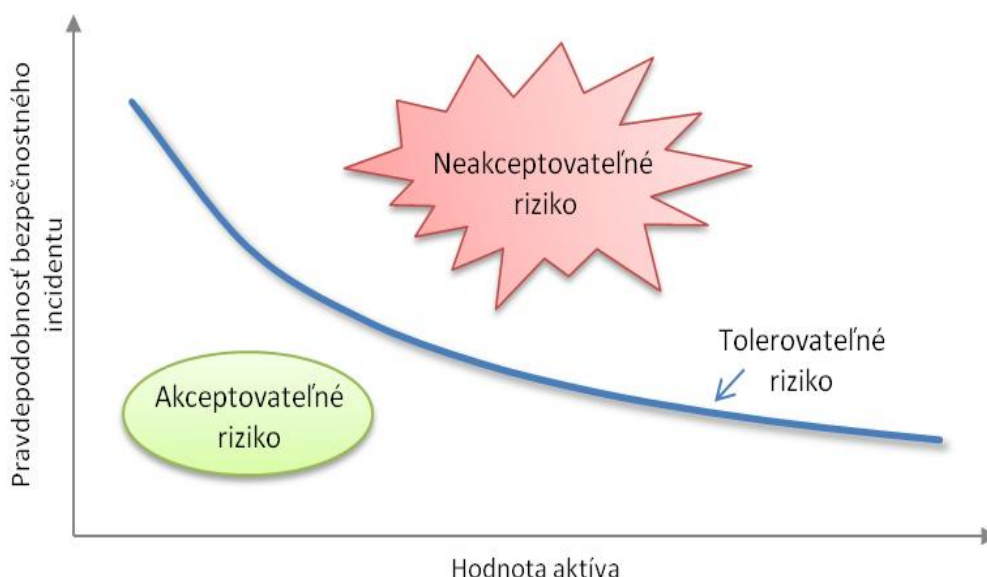 Pravdepodobnosť bezpečnostného
incidentu
Neakceptovateľné
riziko
Tolerovateľné
riziko
Akceptovateľné
riziko
Hodnota aktíva